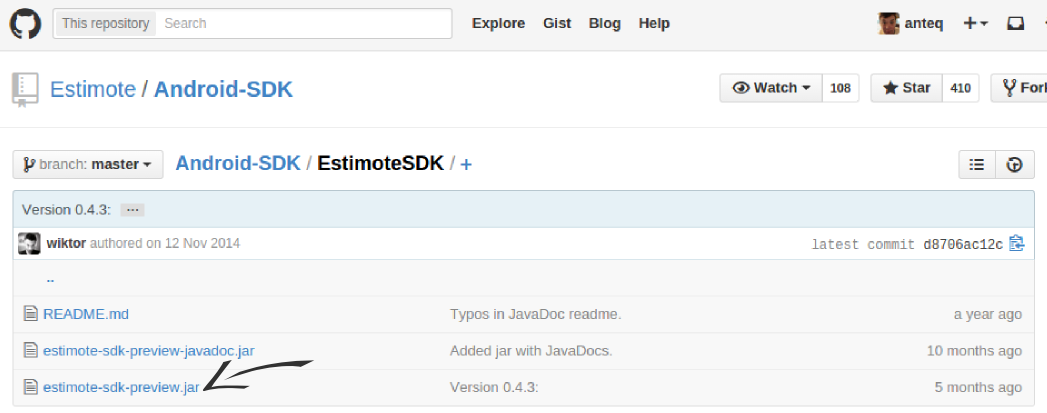 This repository Search Explore Gist Blog Help anteq
Estimote / Android-SDK Watch 108 Star 410 Fork
branch: master Android-SDK / EstimoteSDK / +
Version 0.4.3: ...
wiktor authored on 12 Nov 2014 latest commit d8706ac12c
..
README.md Typos in JavaDoc readme. a year ago
estimote-sdk-preview-javadoc.jar Added jar with JavaDocs. 10 months ago
estimote-sdk-preview.jar Version 0.4.3: 5 months ago